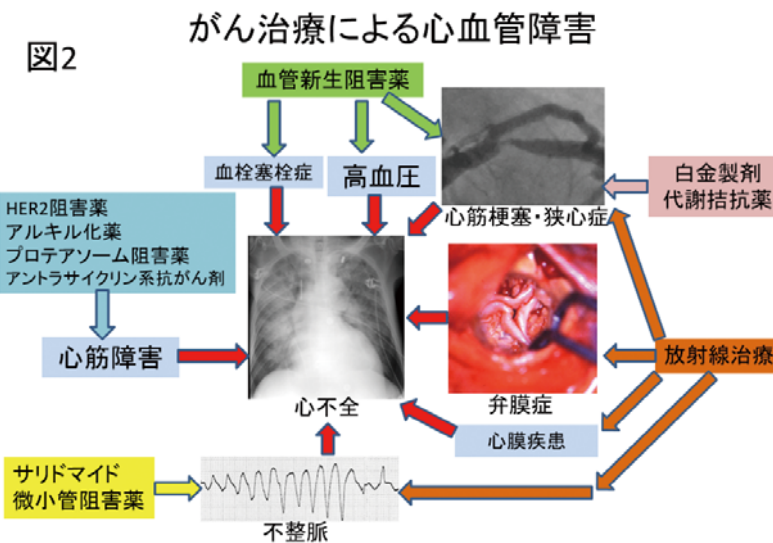 がん治療による心血管障害
図2
血管新生阻害薬
血栓塞栓症
高血圧
心筋梗塞・狭心症
白金製剤
代謝拮抗薬
HER2阻害薬
アルキル化薬
プロテアソーム阻害薬
アントラサイクリン系抗がん剤
心筋障害
心不全
弁膜症
放射線治療
心膜疾患
サリドマイド
微小管阻害薬
不整脈